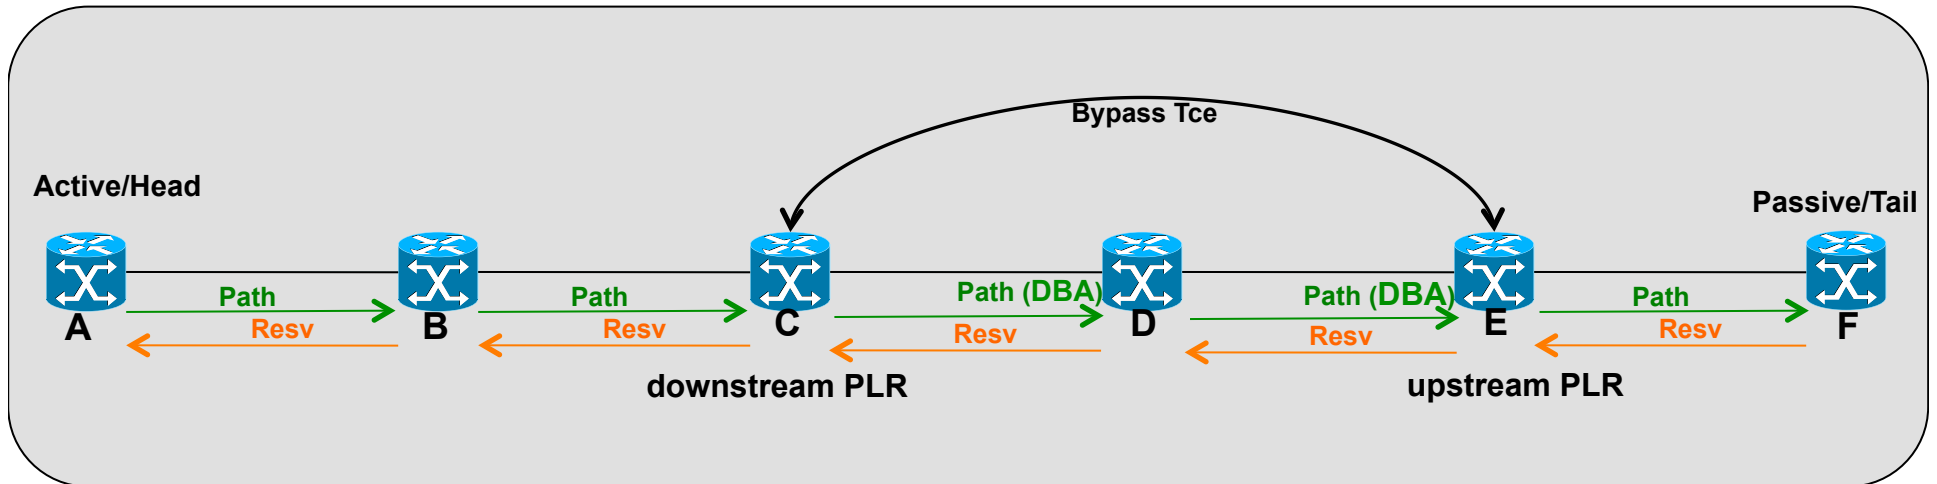 Bypass Tce
Active/Head
Passive/Tail
Path
Path
Path (DBA)
Path (DBA)
Path
A
B
C
D
E
F
Resv
Resv
Resv
Resv
Resv
downstream PLR
upstream PLR